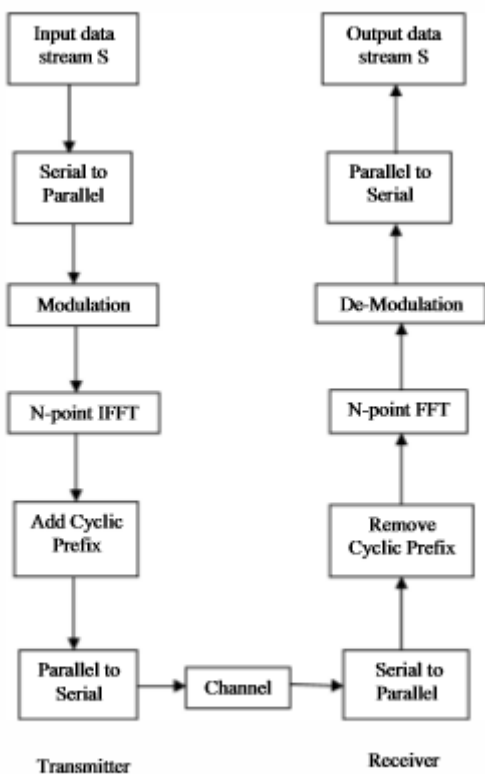 Input data
stream S
Serial to
Parallel
Modulation
N-point IFFT
Add Cyclic
Prefix
Parallel to
Serial
Transmitter
Channel
Output data
stream S
Parallel to
Serial
De-Modulation
N-point FFT
Remove
Cyclic Prefix
Serial to
Parallel
Receiver